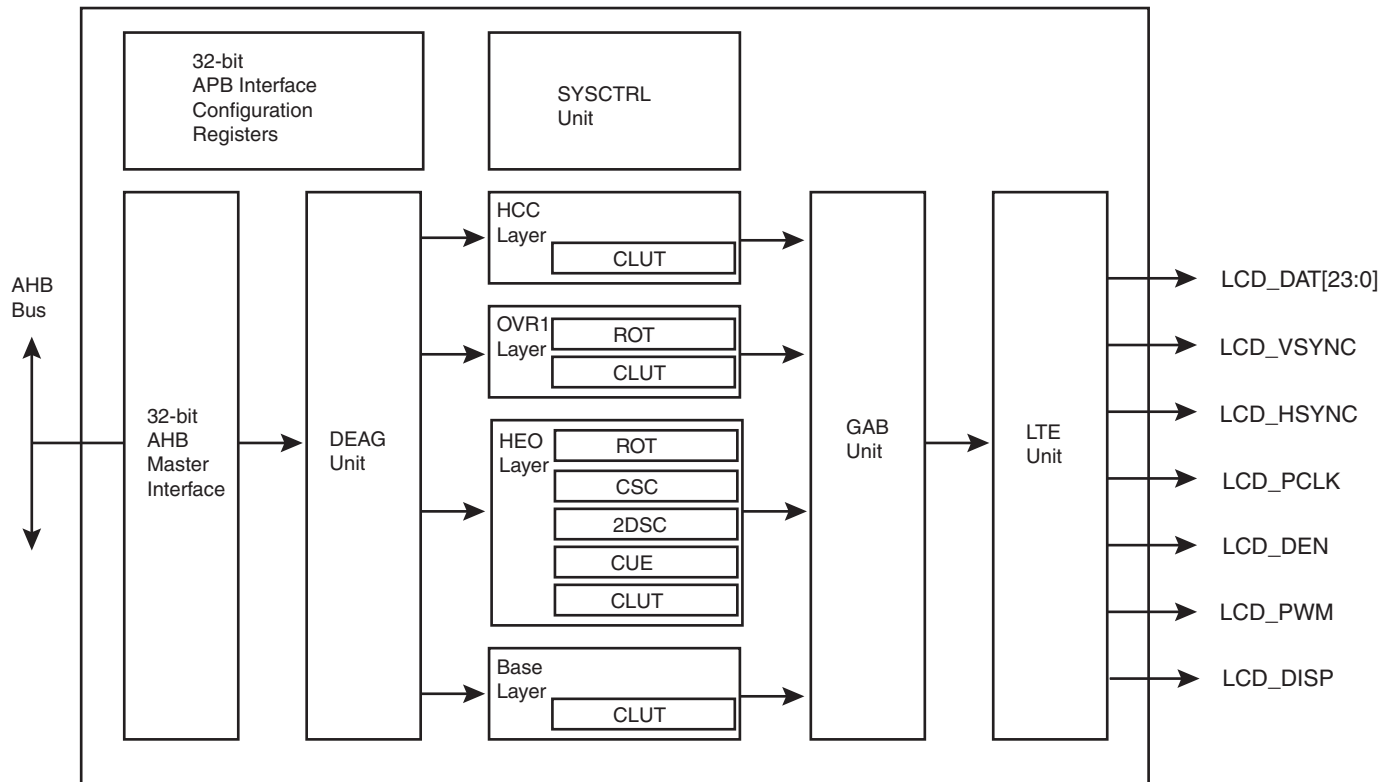 32-bit
APB Interface
Configuration
Registers
SYSCTRL
Unit
AHB
Bus
32-bit
AHB
Master
Interface
DEAG
Unit
HCC
Layer
CLUT
OVR1
Layer
ROT
CLUT
HEO
Layer
ROT
CSC
2DSC
CUE
CLUT
Base
Layer
CLUT
GAB
Unit
LTE
Unit
LCD_DAT[23:0]
LCD_VSYNC
LCD_HSYNC
LCD_PCLK
LCD_DEN
LCD_PWM
LCD_DISP